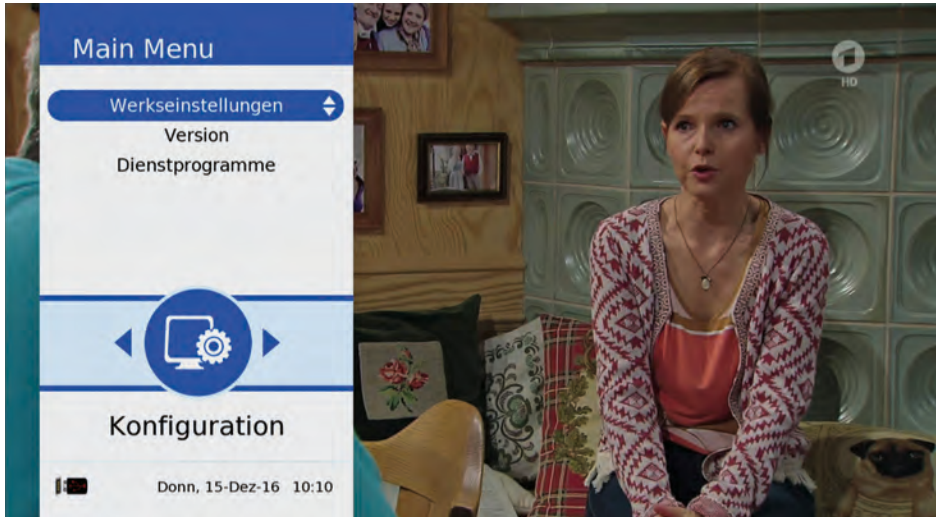 Main Menu
Werkseinstellungen
Version
Dienstprogramme
Konfiguration
Donn, 15-Dez-16 10:10
HD